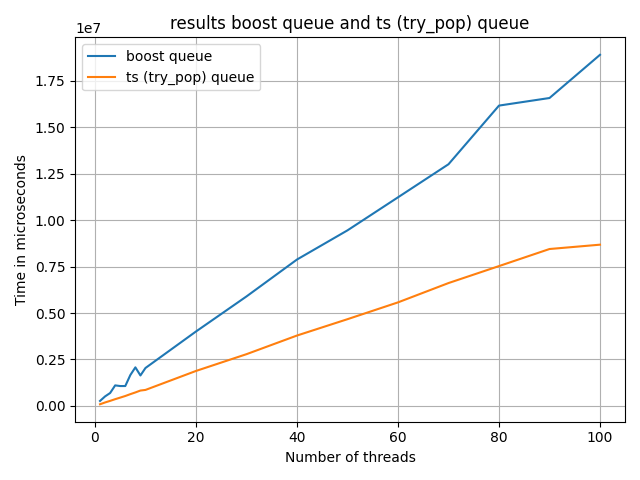 results boost queue and ts (try_pop) queue
1e7
boost queue
ts (try_pop) queue
1.75
1.50
1.25
1.00
0.75
0.50
0.25
0.00
Time in microseconds
0 20 40 60 80 100
Number of threads